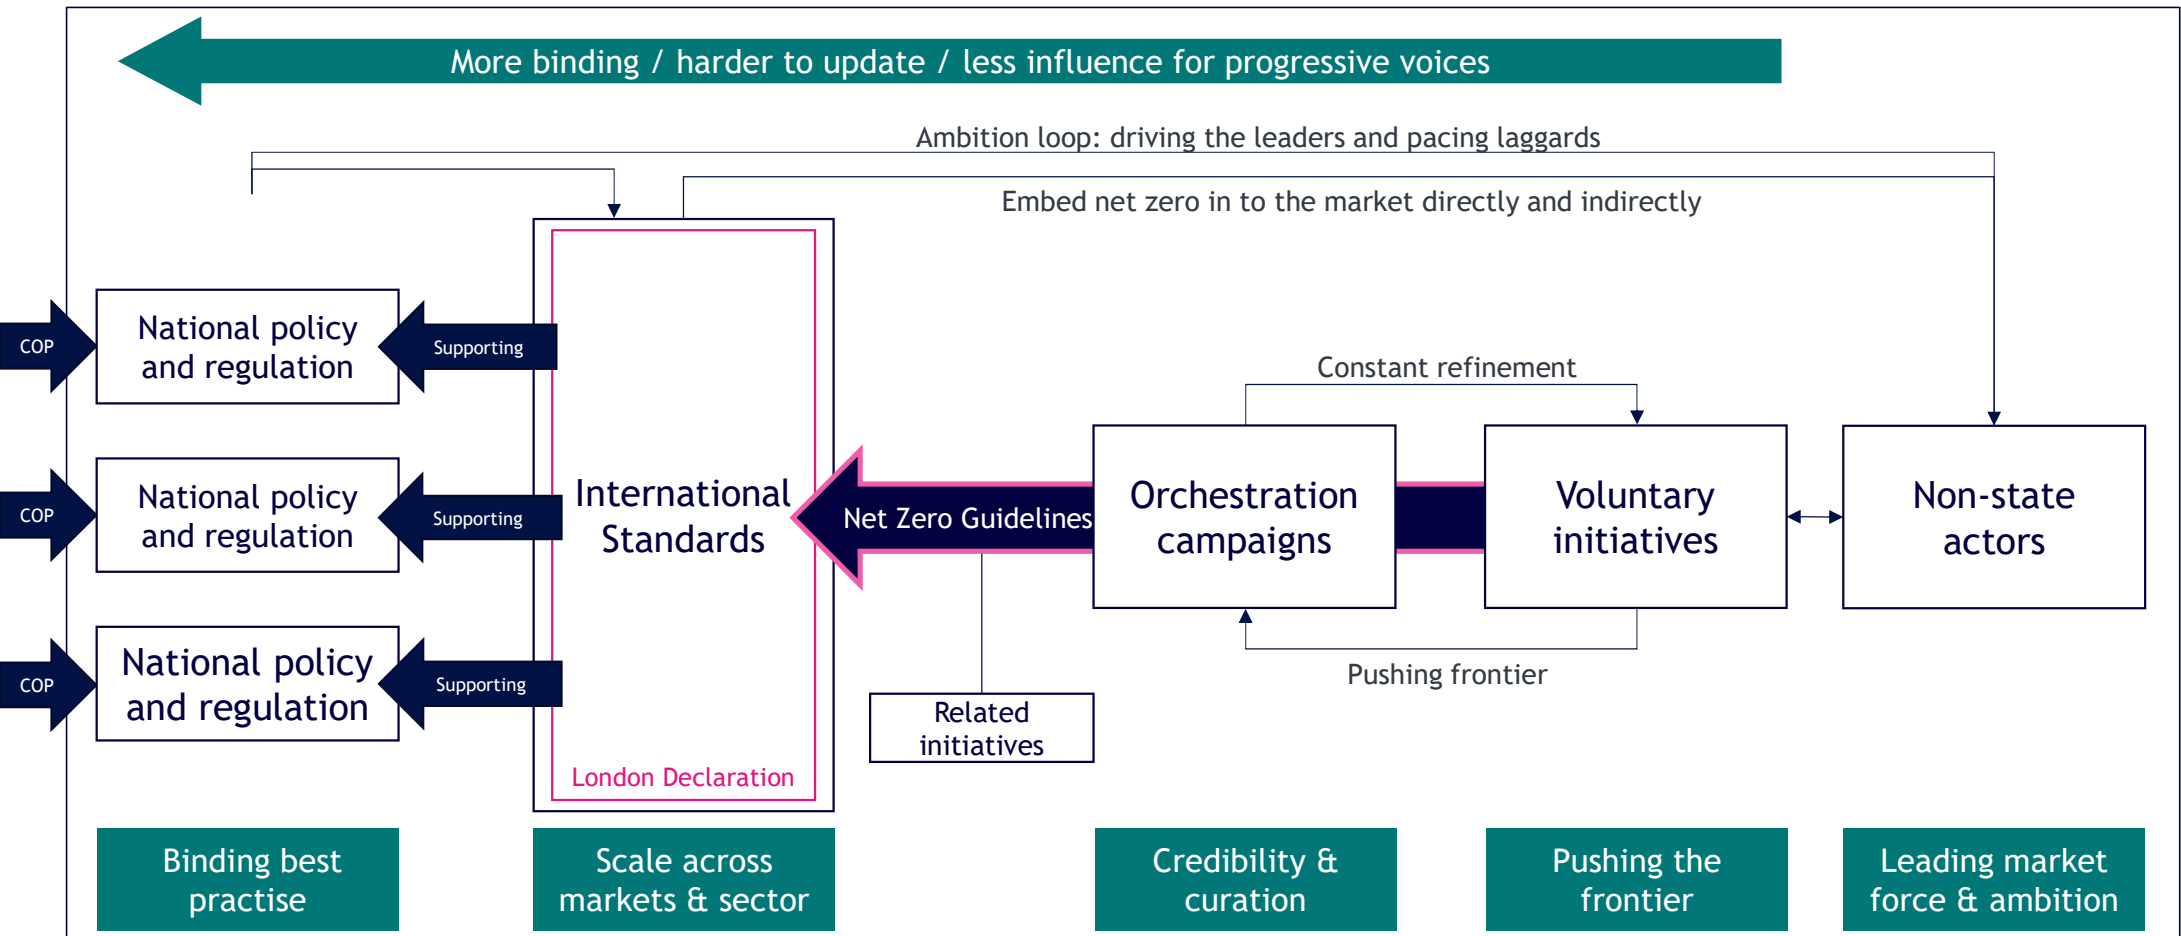 More binding / harder to update / less influence for progressive voices
Ambition loop: driving the leaders and pacing laggards
Embed net zero in to the market directly and indirectly
COP
National policy
and regulation
Supporting
COP
National policy
and regulation
Supporting
COP
National policy
and regulation
Supporting
International
Standards
London Declaration
Net Zero Guidelines
Related
initiatives
Constant refinement
Orchestration
campaigns
Voluntary
initiatives
Pushing frontier
Non-state
actors
Binding best
practise
Scale across
markets & sector
Credibility &
curation
Pushing the
frontier
Leading market
force & ambition